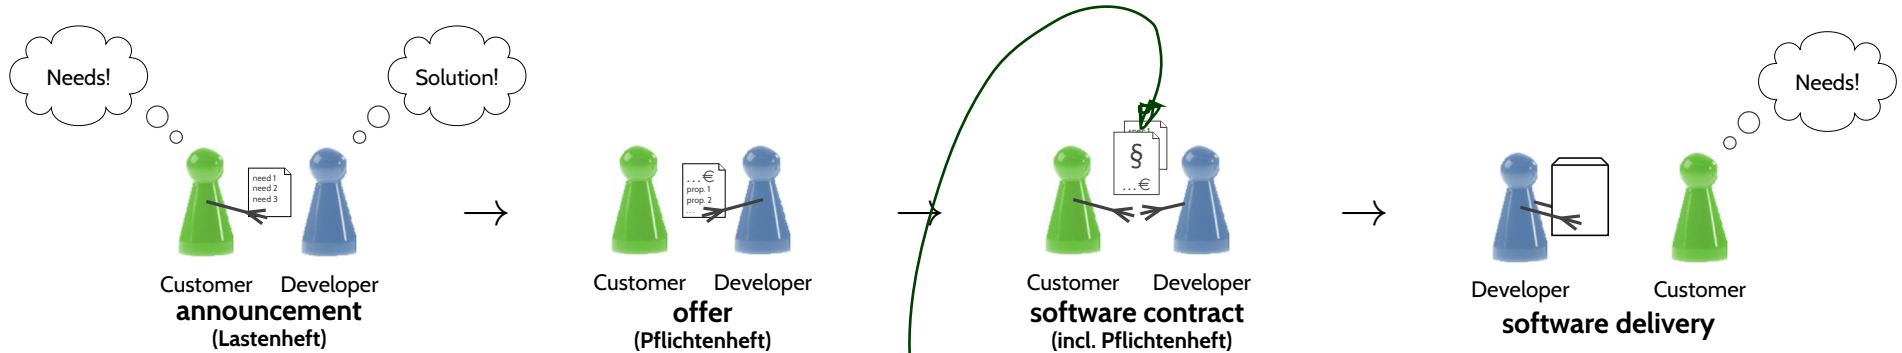 Needs!
Solution!
need 1
need 2
need 3
Customer Developer
announcement
(Lastenheft)
...€
prop. 1
prop. 2
...
Customer Developer
offer
(Pflichtenheft)
§
...€
Customer Developer
software contract
(incl. Pflichtenheft)
Needs!
Developer Customer
software delivery